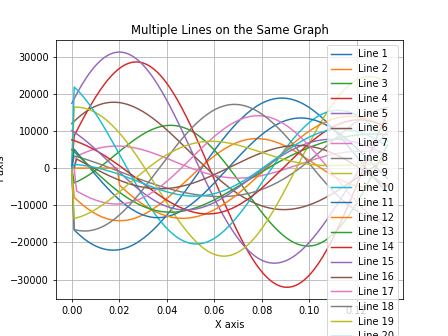 Multiple Lines on the Same Graph
30000
20000
10000
0
−10000
−20000
−30000
0.00
0.02
0.04
0.06
0.08
0.10
X axis
Line 1
Line 2
Line 3
Line 4
Line 5
Line 6
Line 7
Line 8
Line 9
Line 10
Line 11
Line 12
Line 13
Line 14
Line 15
Line 16
Line 17
Line 18
Line 19
Line 20